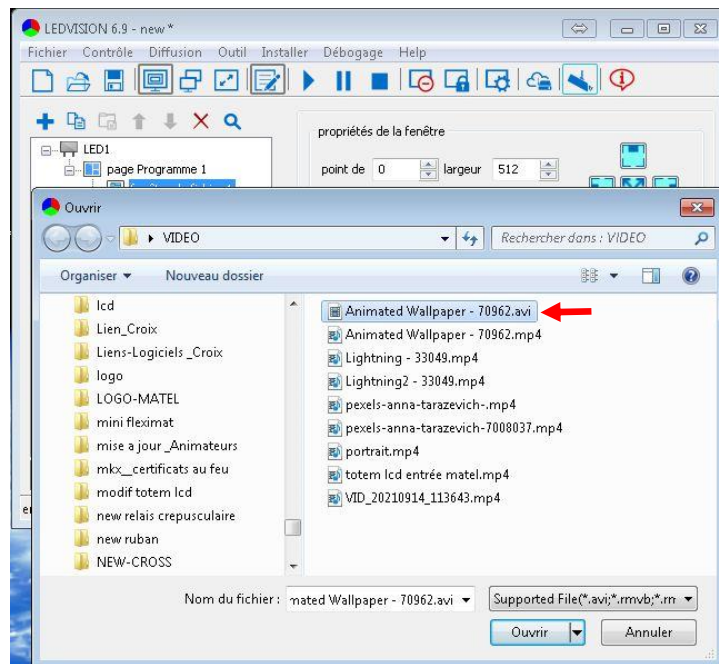 LEDVISION 6.9 - new *
Fichier Contrôle Diffusion Outil Installer Débogage Help
propriétés de la fenêtre
LED1
page Programme 1
point de 0 largeur 512
Ouvrir
VIDEO
Rechercher dans : VIDEO
Organiser Nouveau dossier
lcd
Lien_Croix
Liens-Logiciels _Croix
logo
LOGO-MATEL
mini fleximat
mise a jour _Animateurs
mkx__certificats au feu
modif totem lcd
new relais crepusculaire
new ruban
NEW-CROSS
Animated Wallpaper - 70962.avi
Animated Wallpaper - 70962.mp4
Lightning - 33049.mp4
Lightning2 - 33049.mp4
pexels-anna-tarazevich-.mp4
pexels-anna-tarazevich-7008037.mp4
portrait.mp4
totem lcd entrée matel.mp4
VID_20210914_113643.mp4
Nom du fichier : mated Wallpaper - 70962.avi
Supported File(*.avi;*.rmvb;*.rn
Ouvrir Annuler